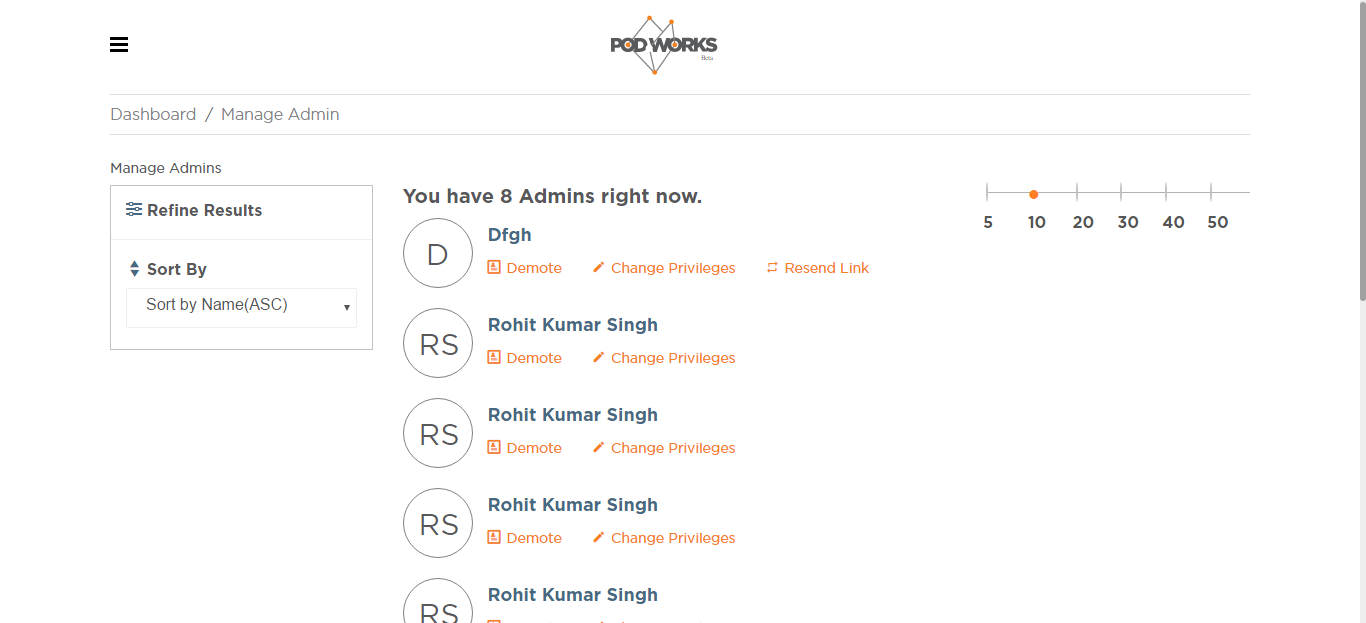 POD WORKS
Beta
Dashboard / Manage Admin
Manage Admins
Refine Results
Sort By
Sort by Name(ASC)
You have 8 Admins right now.
5 10 20 30 40 50
D
Dfgh
Demote Change Privileges Resend Link
RS
Rohit Kumar Singh
Demote Change Privileges
RS
Rohit Kumar Singh
Demote Change Privileges
RS
Rohit Kumar Singh
Demote Change Privileges
RS
Rohit Kumar Singh